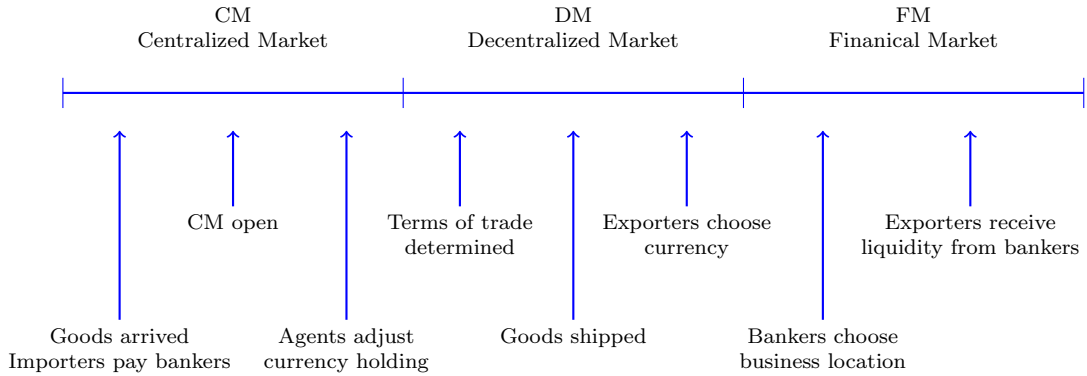 CM
Centralized Market
DM
Decentralized Market
FM
Finanical Market
CM open
Terms of trade
determined
Exporters choose
currency
Exporters receive
liquidity from bankers
Goods arrived
Importers pay bankers
Agents adjust
currency holding
Goods shipped
Bankers choose
business location